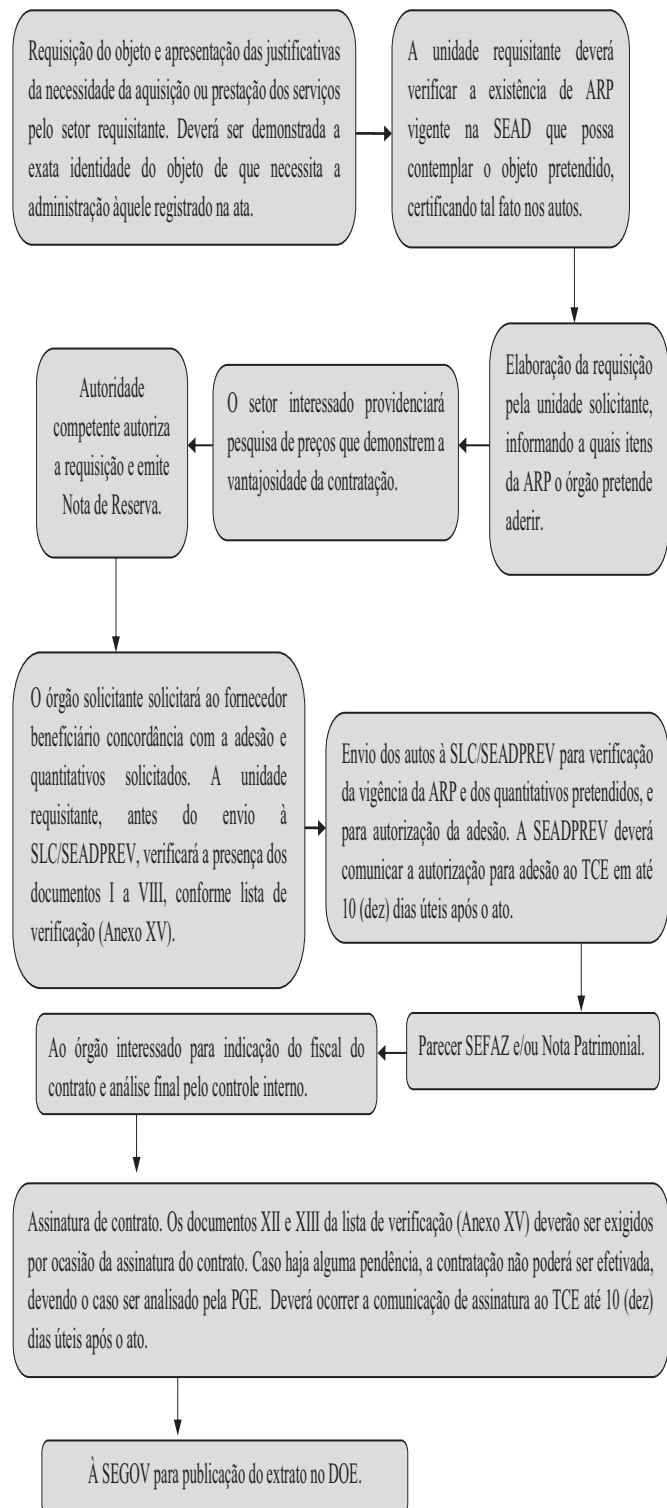 Requisição do objeto e apresentação das justificativas
da necessidade da aquisição ou prestação dos serviços
pelo setor requisitante. Deverá ser demonstrada a
exata identidade do objeto de que necessita a
administração àquele registrado na ata.
A unidade requisitante deverá
verificar a existência de ARP
vigente na SEAD que possa
contemplar o objeto pretendido,
certificando tal fato nos autos.
Elaboração da requisição
pela unidade solicitante,
informando a quais itens
da ARP o órgão pretende
aderir.
O setor interessado providenciará
pesquisa de preços que demonstrem a
vantajosidade da contratação.
Autoridade
competente autoriza
a requisição e emite
Nota de Reserva.
O órgão solicitante solicitará ao fornecedor
beneficiário concordância com a adesão e
quantitativos solicitados. A unidade
requisitante, antes do envio à
SLC/SEADPREV, verificará a presença dos
documentos I a VIII, conforme lista de
verificação (Anexo XV).
Envio dos autos à SLC/SEADPREV para verificação
da vigência da ARP e dos quantitativos pretendidos, e
para autorização da adesão. A SEADPREV deverá
comunicar a autorização para adesão ao TCE em até
10 (dez) dias úteis após o ato.
Parecer SEFAZ e/ou Nota Patrimonial.
Ao órgão interessado para indicação do fiscal do
contrato e análise final pelo controle interno.
Assinatura de contrato. Os documentos XII e XIII da lista de verificação (Anexo XV) deverão ser exigidos
por ocasião da assinatura do contrato. Caso haja alguma pendência, a contratação não poderá ser efetivada,
devendo o caso ser analisado pela PGE. Deverá ocorrer a comunicação de assinatura ao TCE até 10 (dez)
dias úteis após o ato.
À SEGOV para publicação do extrato no DOE.